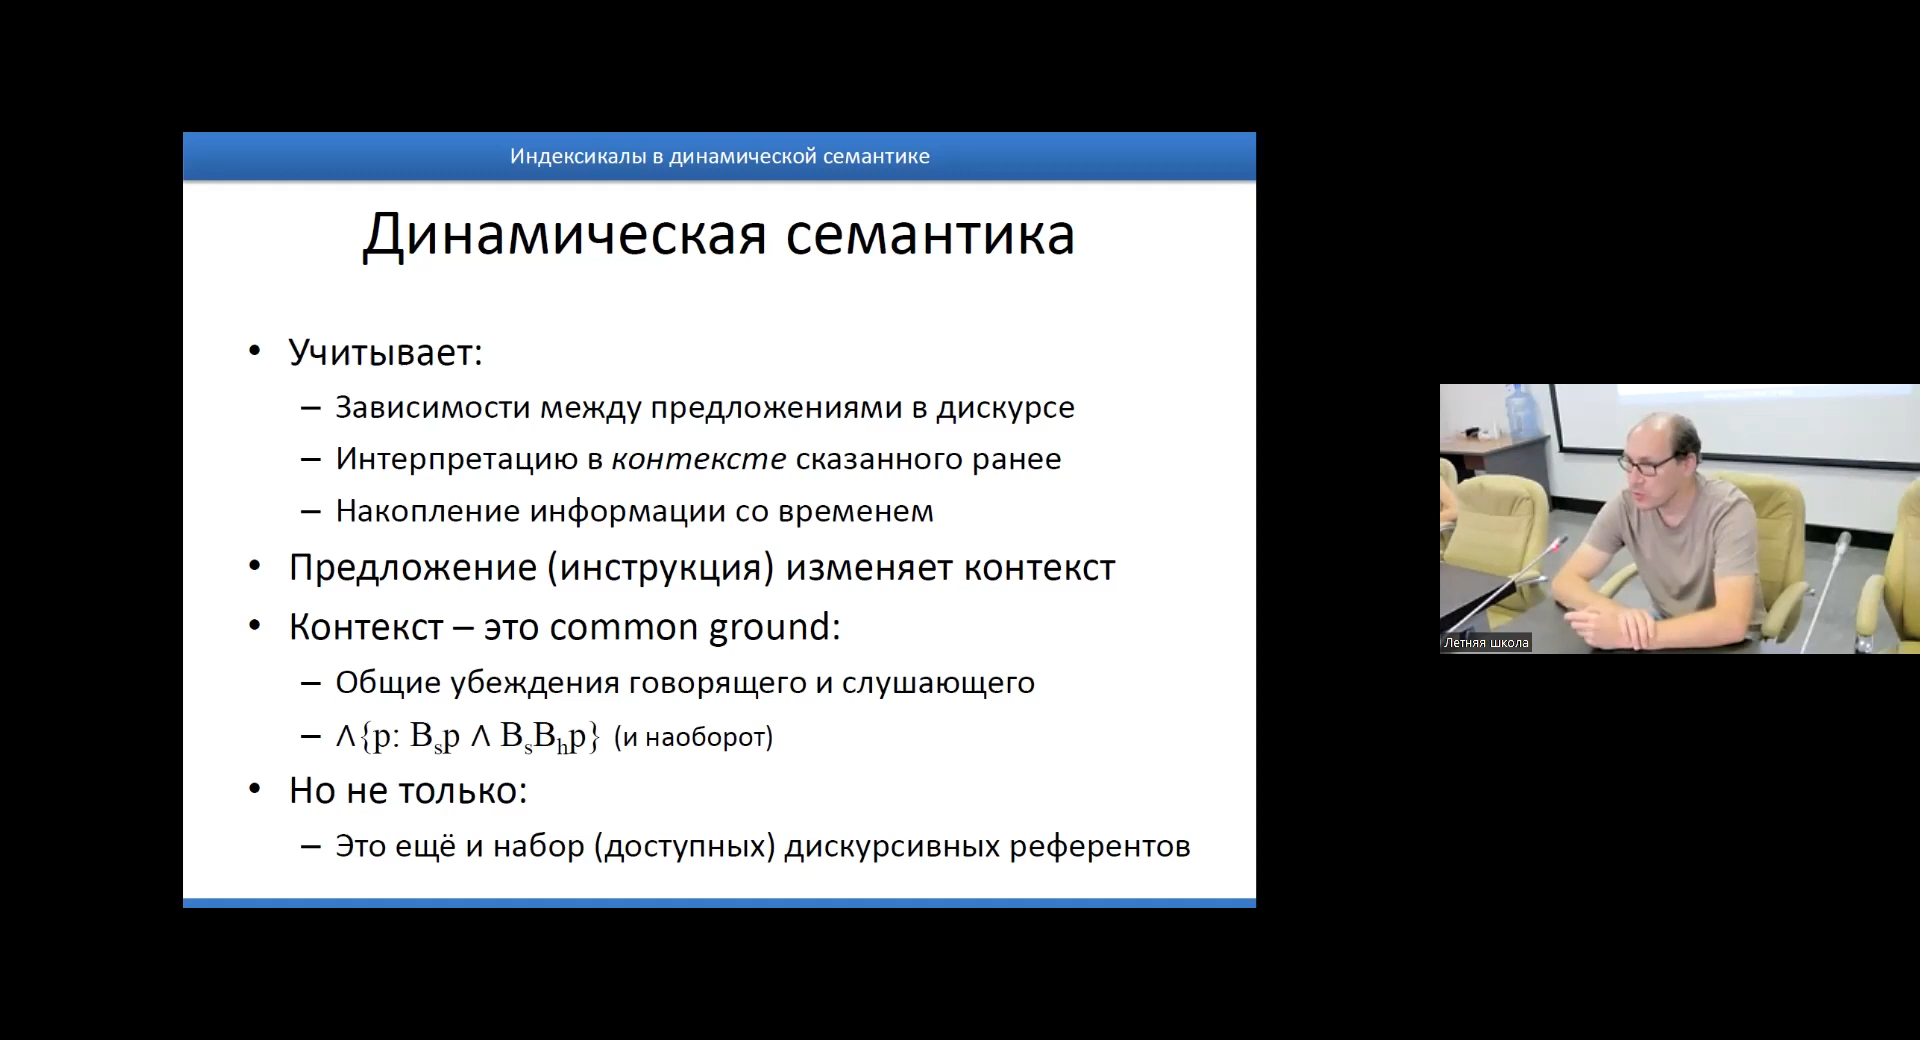 Индексикалы в динамической семантике
Динамическая семантика
• Учитывает:
– Зависимости между предложениями в дискурсе
– Интерпретацию в контексте сказанного ранее
– Накопление информации со временем
• Предложение (инструкция) изменяет контекст
• Контекст – это common ground:
– Общие убеждения говорящего и слушающего
– ∧{p: Bₛp ∧ BₛBₕp} (и наоборот)
• Но не только:
– Это ещё и набор (доступных) дискурсивных референтов
Летняя школа